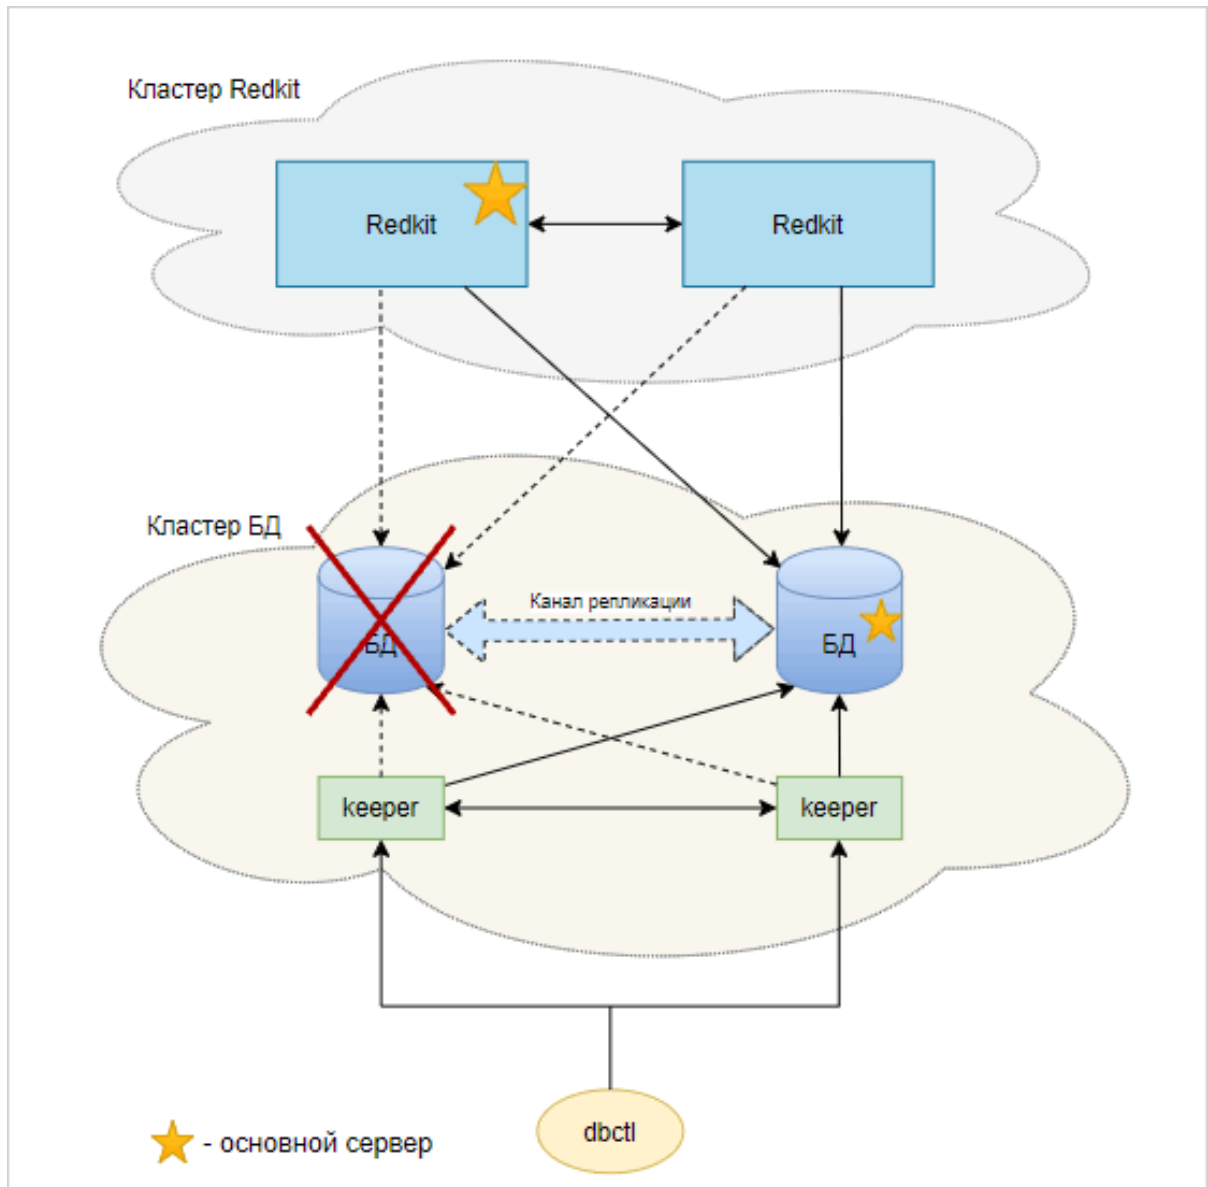 Кластер Redkit
Redkit
Redkit
Кластер БД
Канал репликации
БД
БД
keeper
keeper
dbctl
- основной сервер